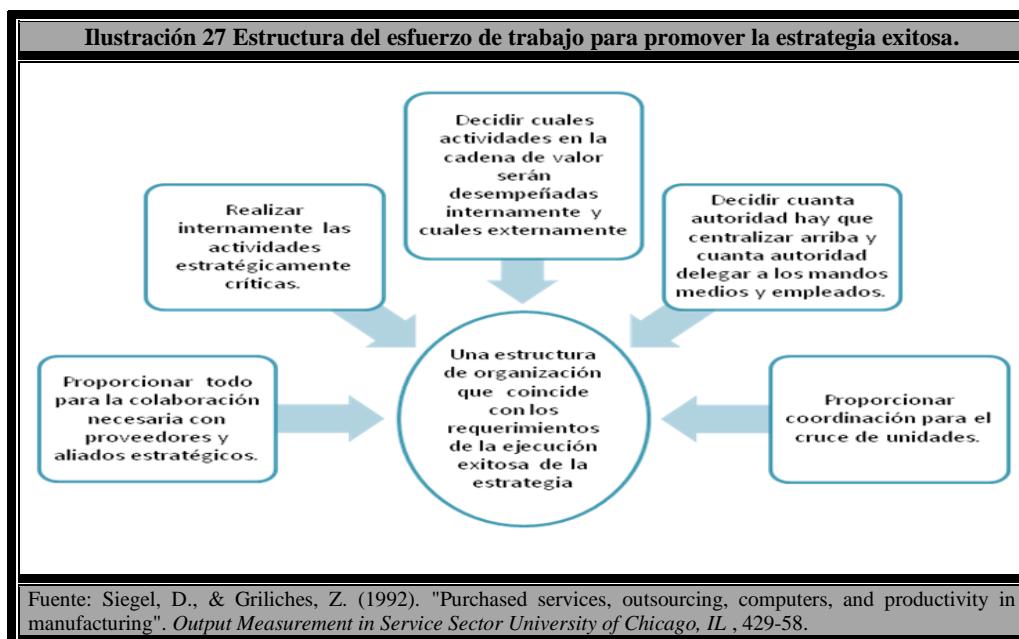 Ilustración 27 Estructura del esfuerzo de trabajo para promover la estrategia exitosa.
Decidir cuales
actividades en la
cadena de valor
serán
desempeñadas
internamente y
cuales externamente
Realizar
internamente las
actividades
estratégicamente
críticas.
Decidir cuanta
autoridad hay que
centralizar arriba y
cuanta autoridad
delegar a los mandos
medios y empleados.
Proporcionar todo
para la colaboración
necesaria con
proveedores y
aliados estratégicos.
Una estructura
de organización
que coincide
con los
requerimientos
de la ejecución
exitosa de la
estrategia
Proporcionar
coordinación para el
cruce de unidades.
Fuente: Siegel, D., & Griliches, Z. (1992). "Purchased services, outsourcing, computers, and productivity in
manufacturing". Output Measurement in Service Sector University of Chicago, IL , 429-58.